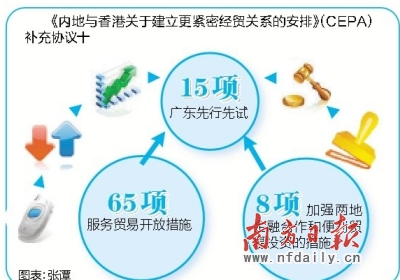 《内地与香港关于建立更紧密经贸关系的安排》(CEPA)
补充协议十
15项
广东先行先试
65项
服务贸易开放措施
8项 加强两地
金融合作和便利贸
易投资的措施
图表:张谭
南方日报
www.nfdaily.cn